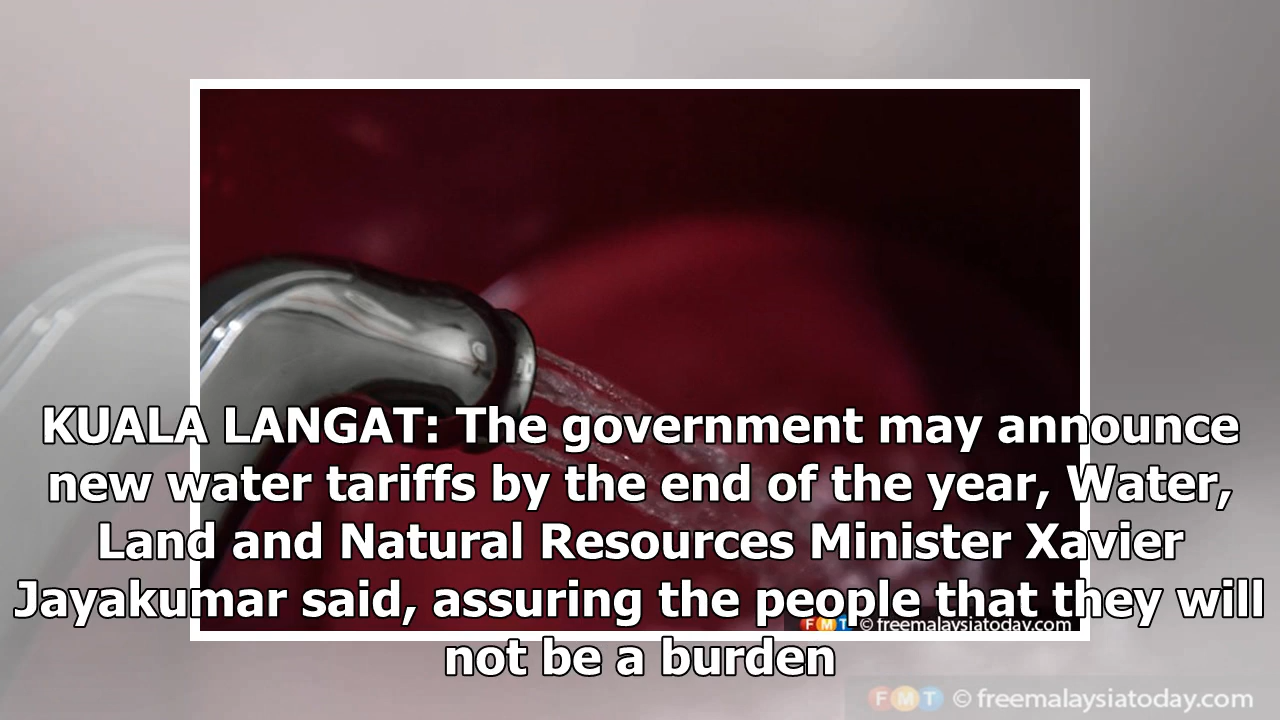 KUALA LANGAT: The government may announce
new water tariffs by the end of the year, Water,
Land and Natural Resources Minister Xavier
Jayakumar said, assuring the people that they will
FMT © freemalaysiatoday.com
not be a burden
FMT © freemalaysiatoday.com